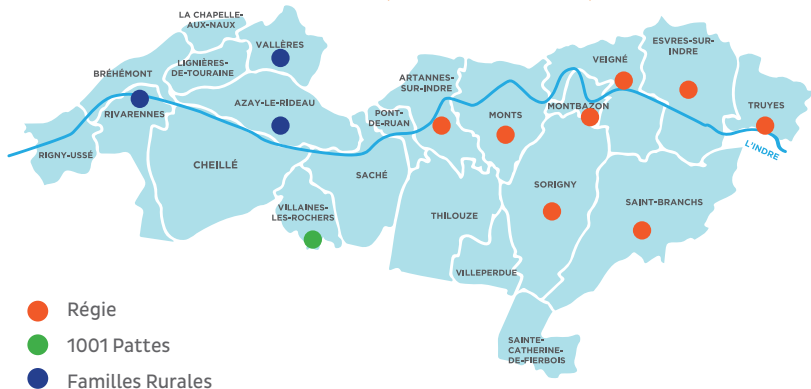 LA CHAPELLE-
AUX-NAUX
VALLÈRES
LIGNIÈRES-
DE-TOURAINE
BRÉHÉMONT
RIVARENNES
RIGNY-USSÉ
AZAY-LE-RIDEAU
CHEILLÉ
VILLAINES-
LES-ROCHERS
SACHÉ
PONT-
DE-RUAN
ARTANNES-
SUR-INDRE
MONTS
THILOUZE
VILLEPERDUE
SORIGNY
MONTBAZON
VEIGNÉ
ESVRES-SUR-
INDRE
TRUYES
L'INDRE
SAINT-BRANCHS
SAINTE-
CATHERINE-
DE-FIERBOIS
Régie
1001 Pattes
Familles Rurales